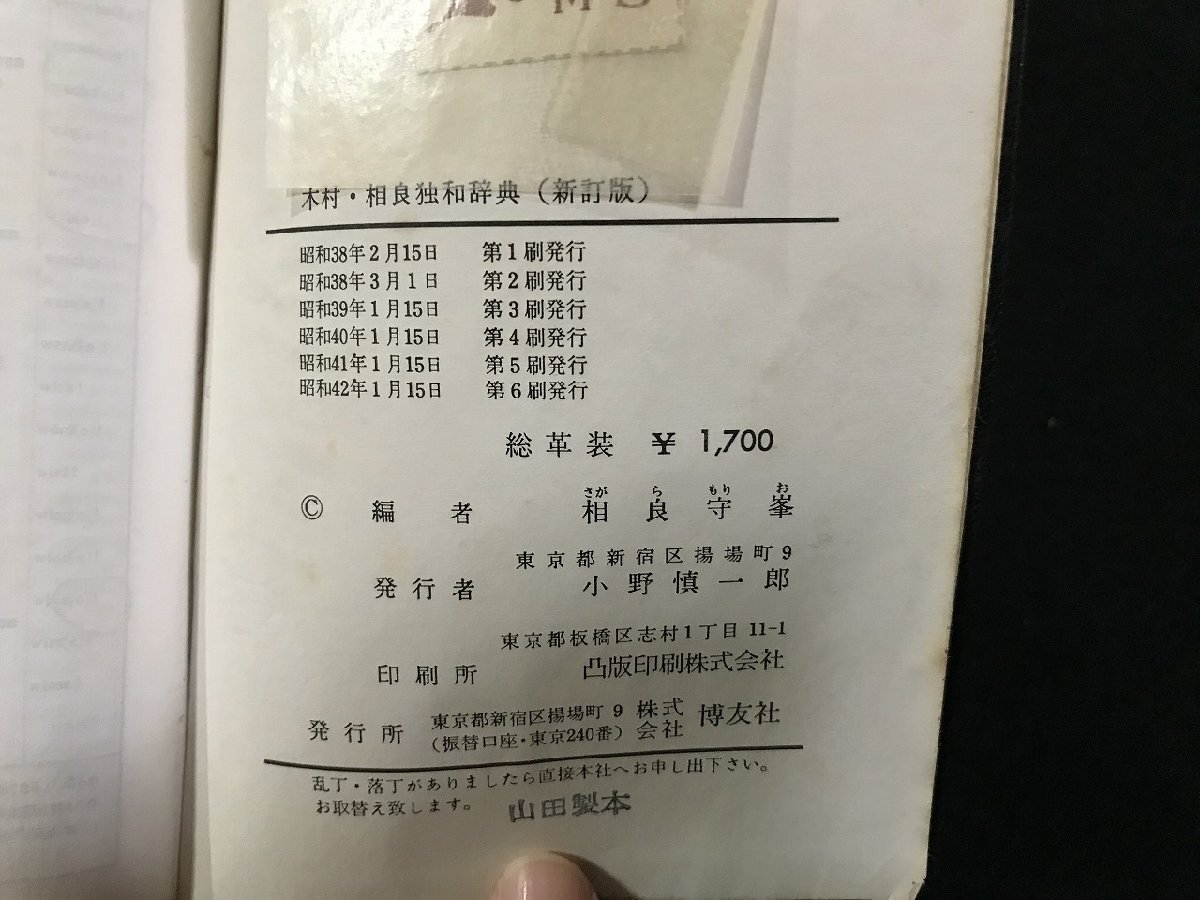 M S
木村・相良独和辞典（新訂版）
昭和38年2月15日　第1刷発行
昭和38年3月1日　第2刷発行
昭和39年1月15日　第3刷発行
昭和40年1月15日　第4刷発行
昭和41年1月15日　第5刷発行
昭和42年1月15日　第6刷発行
総革装　¥ 1,700
さが　ら　もり　お
Ⓒ　編者　相良守峯
東京都新宿区揚場町9
発行者　小野慎一郎
東京都板橋区志村1丁目11-1
印刷所　凸版印刷株式会社
発行所　東京都新宿区揚場町9　株式　博友社
（振替口座・東京240番）会社
乱丁・落丁がありましたら直接本社へお申し出下さい。
お取替え致します。　山田製本